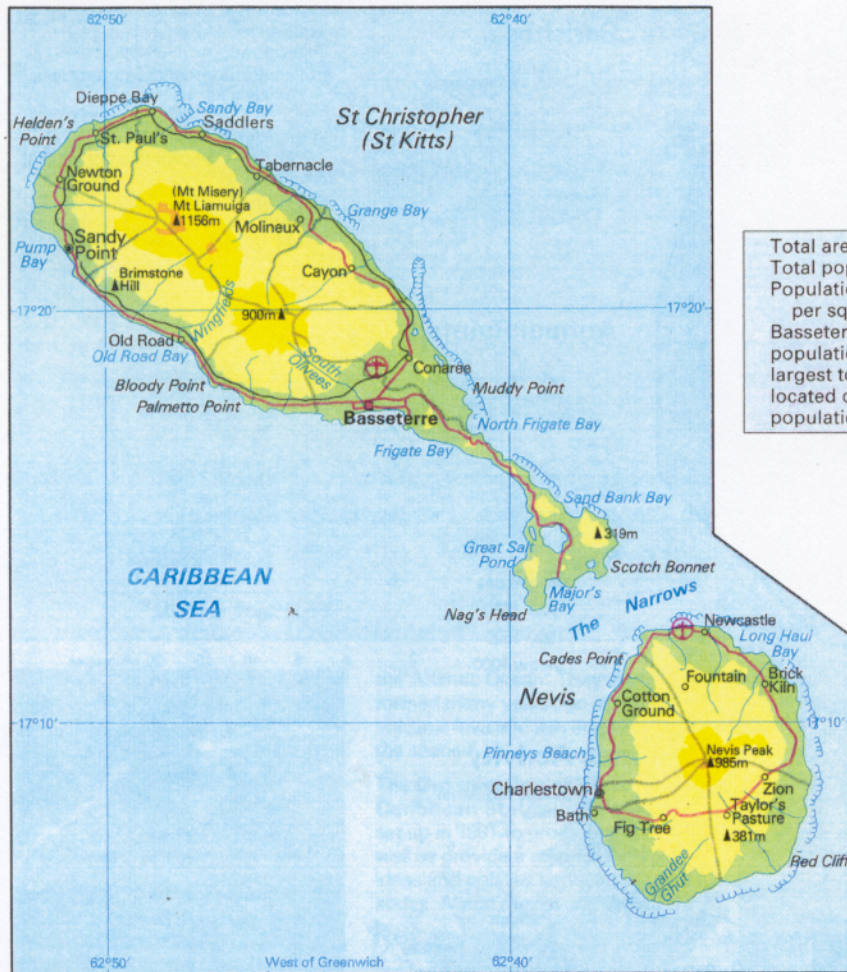 62°50'
62°40'
Dieppe Bay
Sandy Bay
Helden's
Point
St. Paul's
Saddlers
St Christopher
(St Kitts)
Newton
Ground
Tabernacle
(Mt Misery)
Mt Liamuiga
1156m
Molineux
Grange Bay
Pump
Bay
Sandy
Point
Brimstone
Hill
Cayon
Wingfields
900m
17°20'
17°20'
Old Road
Old Road Bay
South
Olivees
Conaree
Bloody Point
Palmetto Point
Basseterre
Muddy Point
North Frigate Bay
Frigate Bay
Sand Bank Bay
319m
Great Salt
Pond
Scotch Bonnet
Major's
Bay
Nag's Head
The Narrows
CARIBBEAN
SEA
Total are
Total pop
Populatio
per sq
Basseter
populatio
largest to
located o
populatio
Newcastle
Long Haul
Bay
Cades Point
Fountain
Brick
Kiln
Nevis
Cotton
Ground
17°10'
17°10'
Pinneys Beach
Nevis Peak
985m
Charlestown
Zion
Bath
Fig Tree
Taylor's
Pasture
381m
Red Cliff
Grandee
Ghut
62°50'
West of Greenwich
62°40'